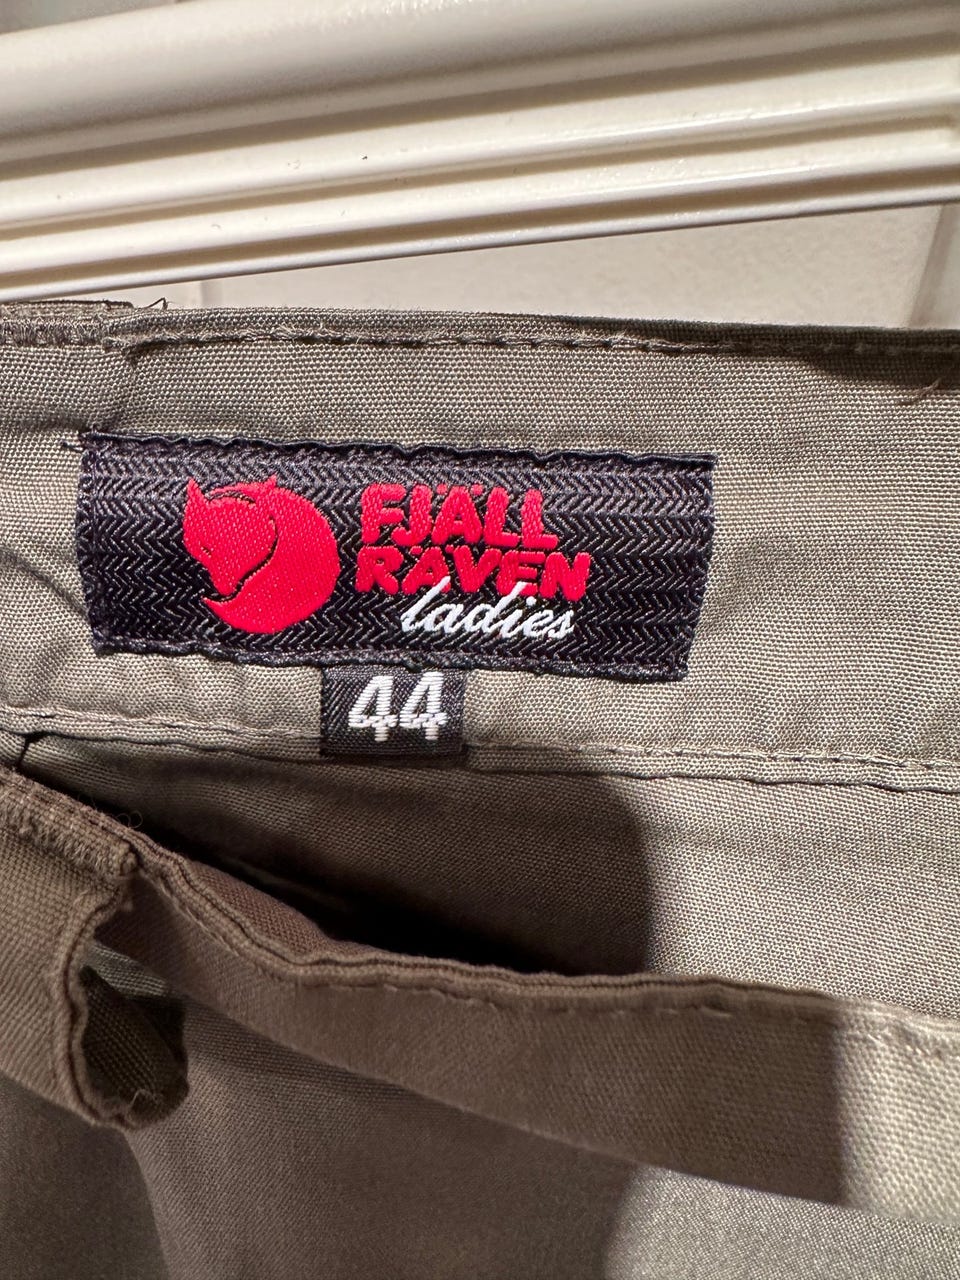 FJÄLL
RÄVEN
ladies
44